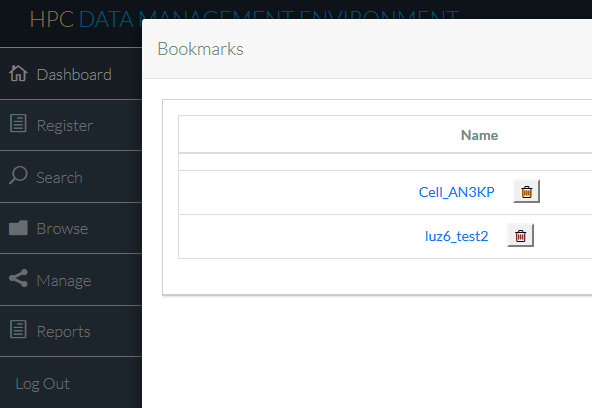 HPC DATA MANAGEMENT ENVIRONMENT
Bookmarks
Dashboard
Register
Search
Browse
Manage
Reports
Log Out
Name
Cell_AN3KP
luz6_test2